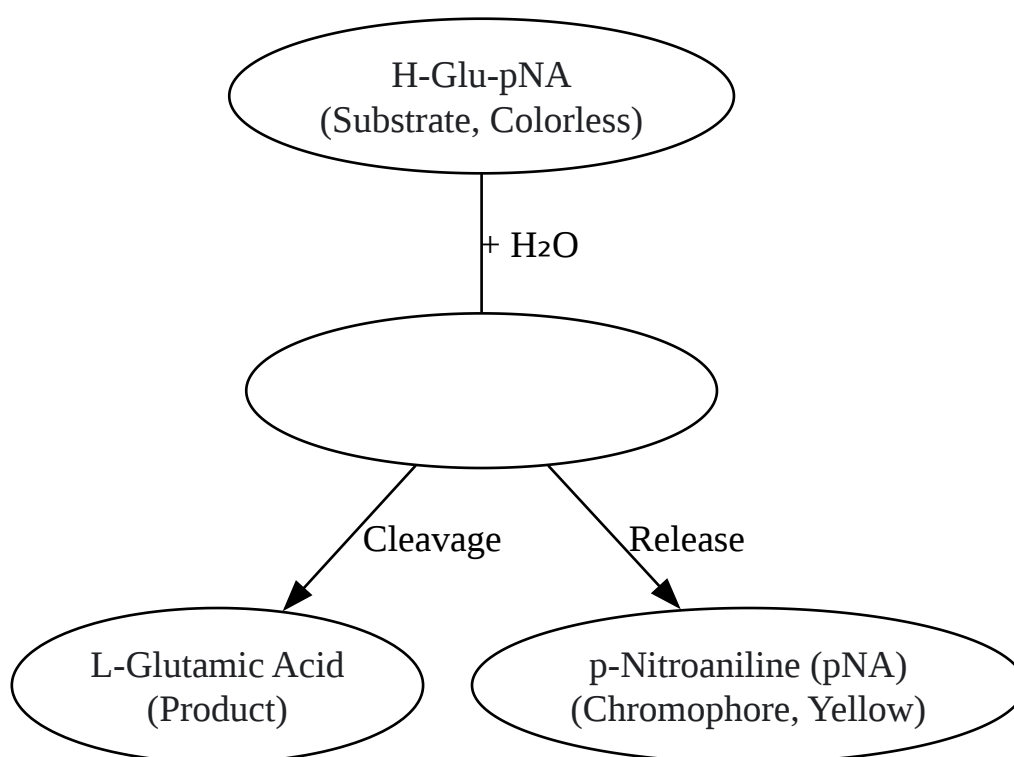 H-Glu-pNA
(Substrate, Colorless)
+ H₂O
Cleavage
Release
L-Glutamic Acid
(Product)
p-Nitroaniline (pNA)
(Chromophore, Yellow)